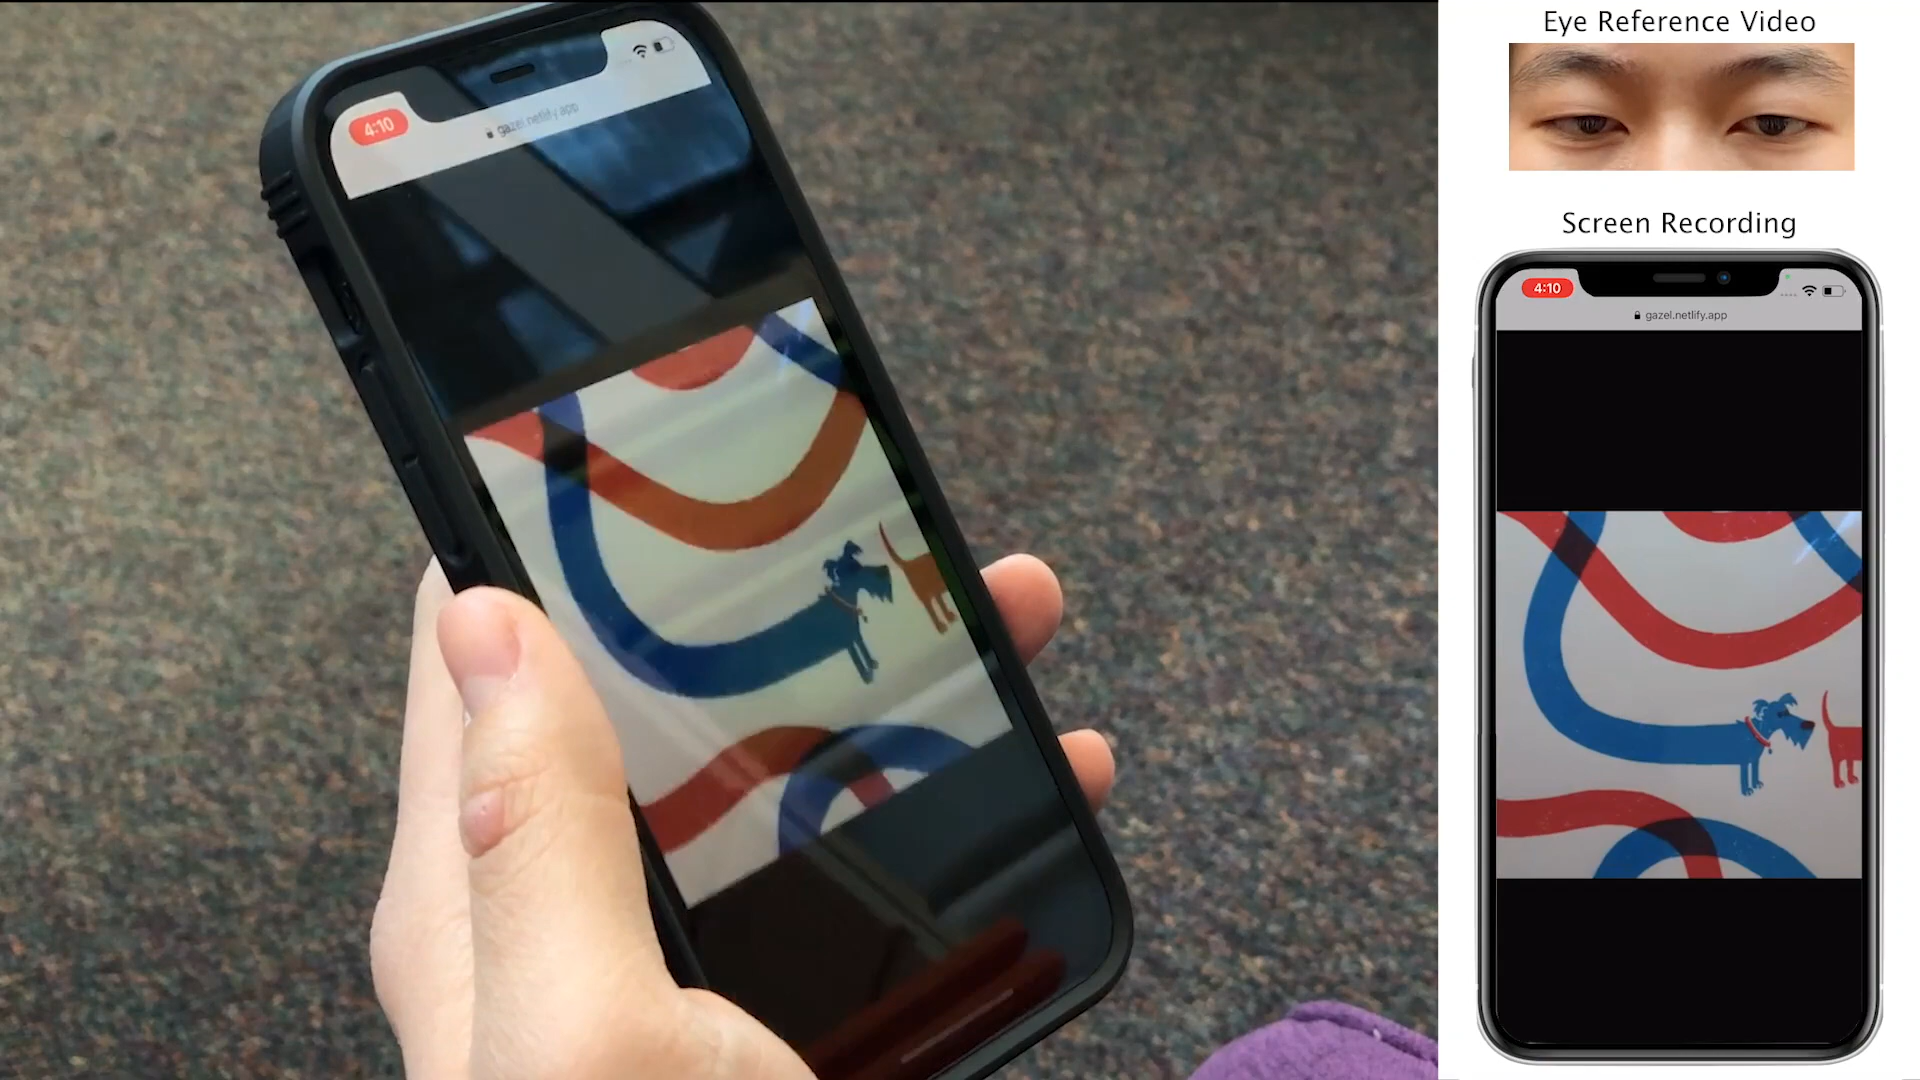 4:10
gazel.netlify.app
Eye Reference Video
Screen Recording
4:10
gazel.netlify.app